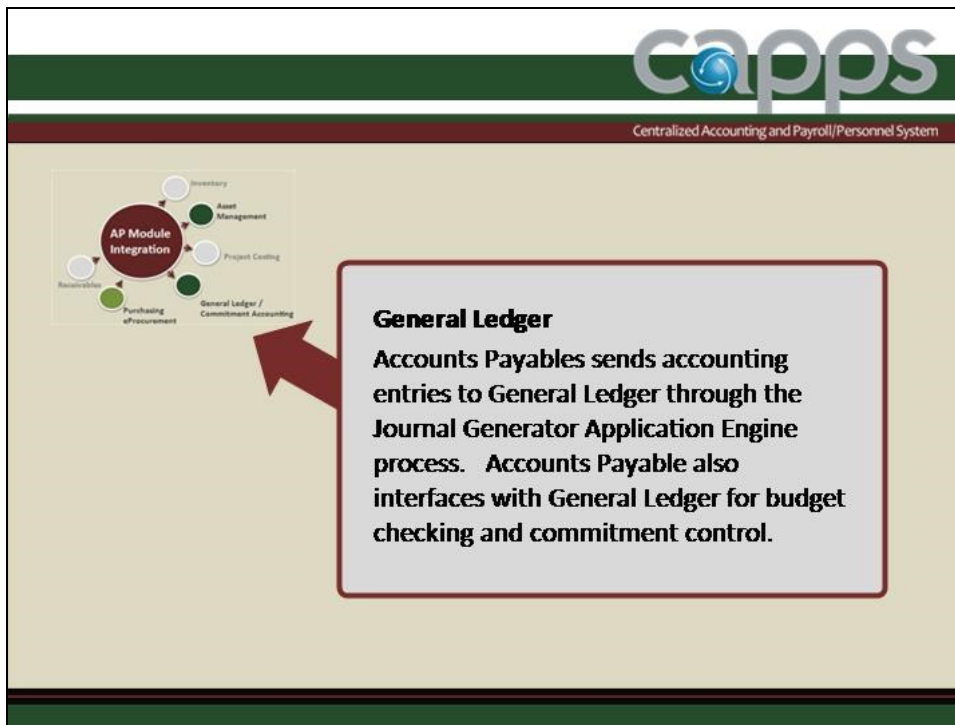 capps
Centralized Accounting and Payroll/Personnel System
Inventory
Asset
Management
AP Module
Integration
Project Costing
Receivables
General Ledger /
Commitment Accounting
Purchasing
eProcurement
General Ledger
Accounts Payables sends accounting
entries to General Ledger through the
Journal Generator Application Engine
process.   Accounts Payable also
interfaces with General Ledger for budget
checking and commitment control.